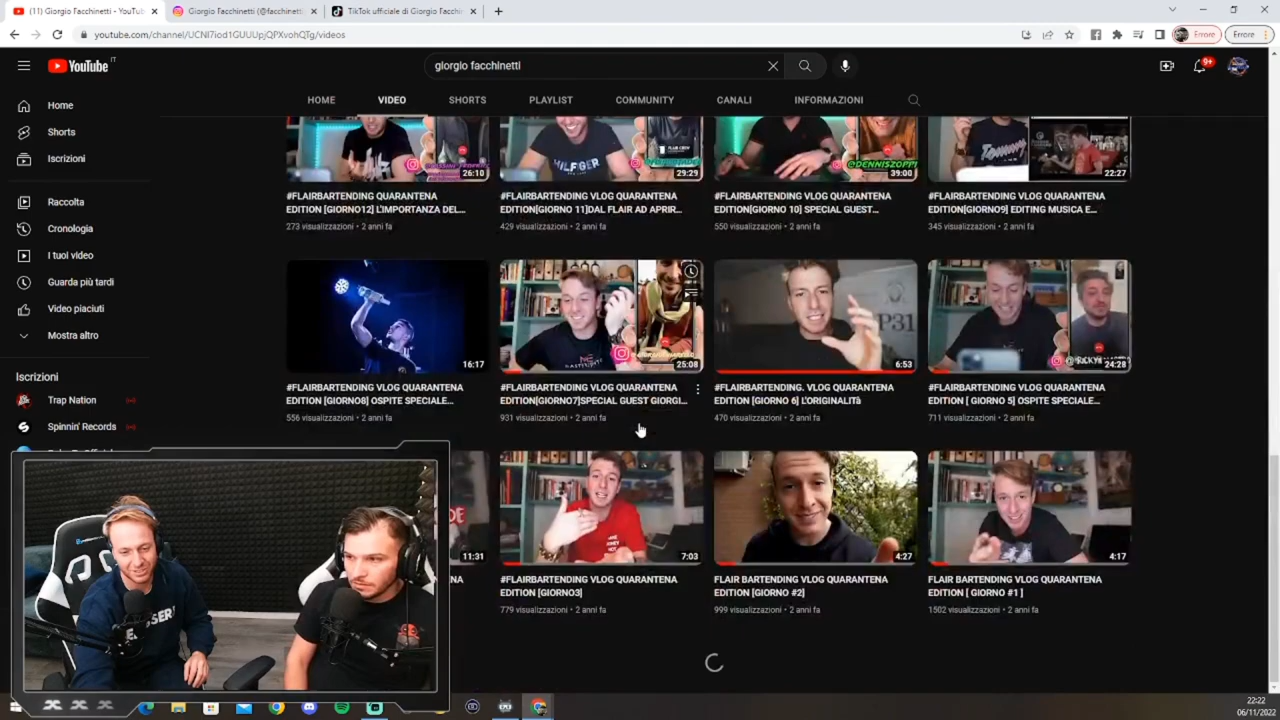 (11) Giorgio Facchinetti - YouTu
Giorgio Facchinetti (@facchinetti
TikTok ufficiale di Giorgio Facchin
youtube.com/channel/UCNI7iod1GUUUpjQPXvohQTg/videos
Errore
Errore
YouTube IT
giorgio facchinetti
9+
HOME
VIDEO
SHORTS
PLAYLIST
COMMUNITY
CANALI
INFORMAZIONI
Home
Shorts
Iscrizioni
Raccolta
Cronologia
I tuoi video
Guarda più tardi
Video piaciuti
Mostra altro
Iscrizioni
Trap Nation
Spinnin' Records
26:10
HILFIGER
29:29
@DENNISZOPPI
39:00
22:27
#FLAIRBARTENDING VLOG QUARANTENA
EDITION [GIORNO12] L'IMPORTANZA DEL...
273 visualizzazioni • 2 anni fa
#FLAIRBARTENDING VLOG QUARANTENA
EDITION[GIORNO 11]DAL FLAIR AD APRIR...
429 visualizzazioni • 2 anni fa
#FLAIRBARTENDING VLOG QUARANTENA
EDITION[GIORNO 10] SPECIAL GUEST...
550 visualizzazioni • 2 anni fa
#FLAIRBARTENDING VLOG QUARANTENA
EDITION[GIORNO9] EDITING MUSICA E...
345 visualizzazioni • 2 anni fa
16:17
25:08
P31
6:53
24:28
#FLAIRBARTENDING VLOG QUARANTENA
EDITION [GIORNO8] OSPITE SPECIALE...
556 visualizzazioni • 2 anni fa
#FLAIRBARTENDING VLOG QUARANTENA
EDITION[GIORNO7]SPECIAL GUEST GIORGI...
931 visualizzazioni • 2 anni fa
#FLAIRBARTENDING. VLOG QUARANTENA
EDITION [GIORNO 6] L'ORIGINALITà
470 visualizzazioni • 2 anni fa
#FLAIRBARTENDING VLOG QUARANTENA
EDITION [ GIORNO 5] OSPITE SPECIALE...
711 visualizzazioni • 2 anni fa
11:31
7:03
4:27
4:17
#FLAIRBARTENDING VLOG QUARANTENA
EDITION [GIORNO3]
779 visualizzazioni • 2 anni fa
FLAIR BARTENDING VLOG QUARANTENA
EDITION [GIORNO #2]
999 visualizzazioni • 2 anni fa
FLAIR BARTENDING VLOG QUARANTENA
EDITION [ GIORNO #1 ]
1502 visualizzazioni • 2 anni fa
22:22
06/11/2022